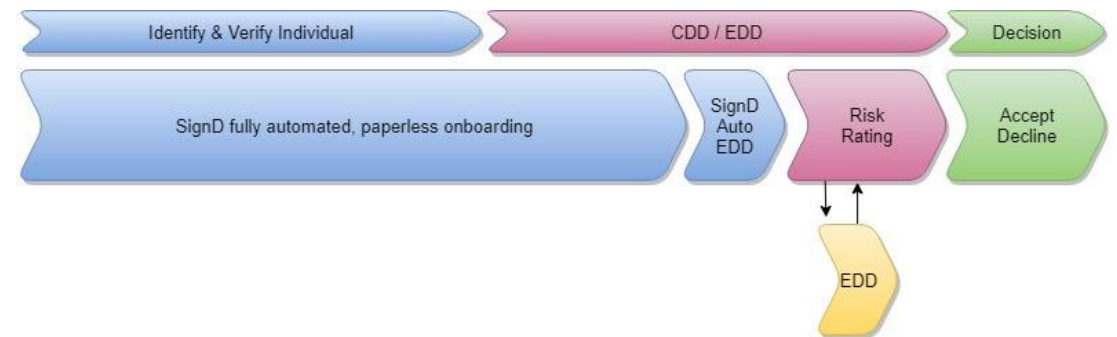 Identify & Verify Individual
CDD / EDD
Decision
SignD fully automated, paperless onboarding
SignD
Auto
EDD
Risk
Rating
Accept
Decline
EDD